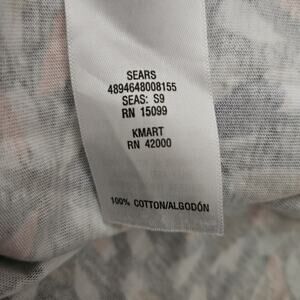 SEARS
4894648008155
SEAS: S9
RN 15099
KMART
RN 42000
100% COTTON/ALGODÓN